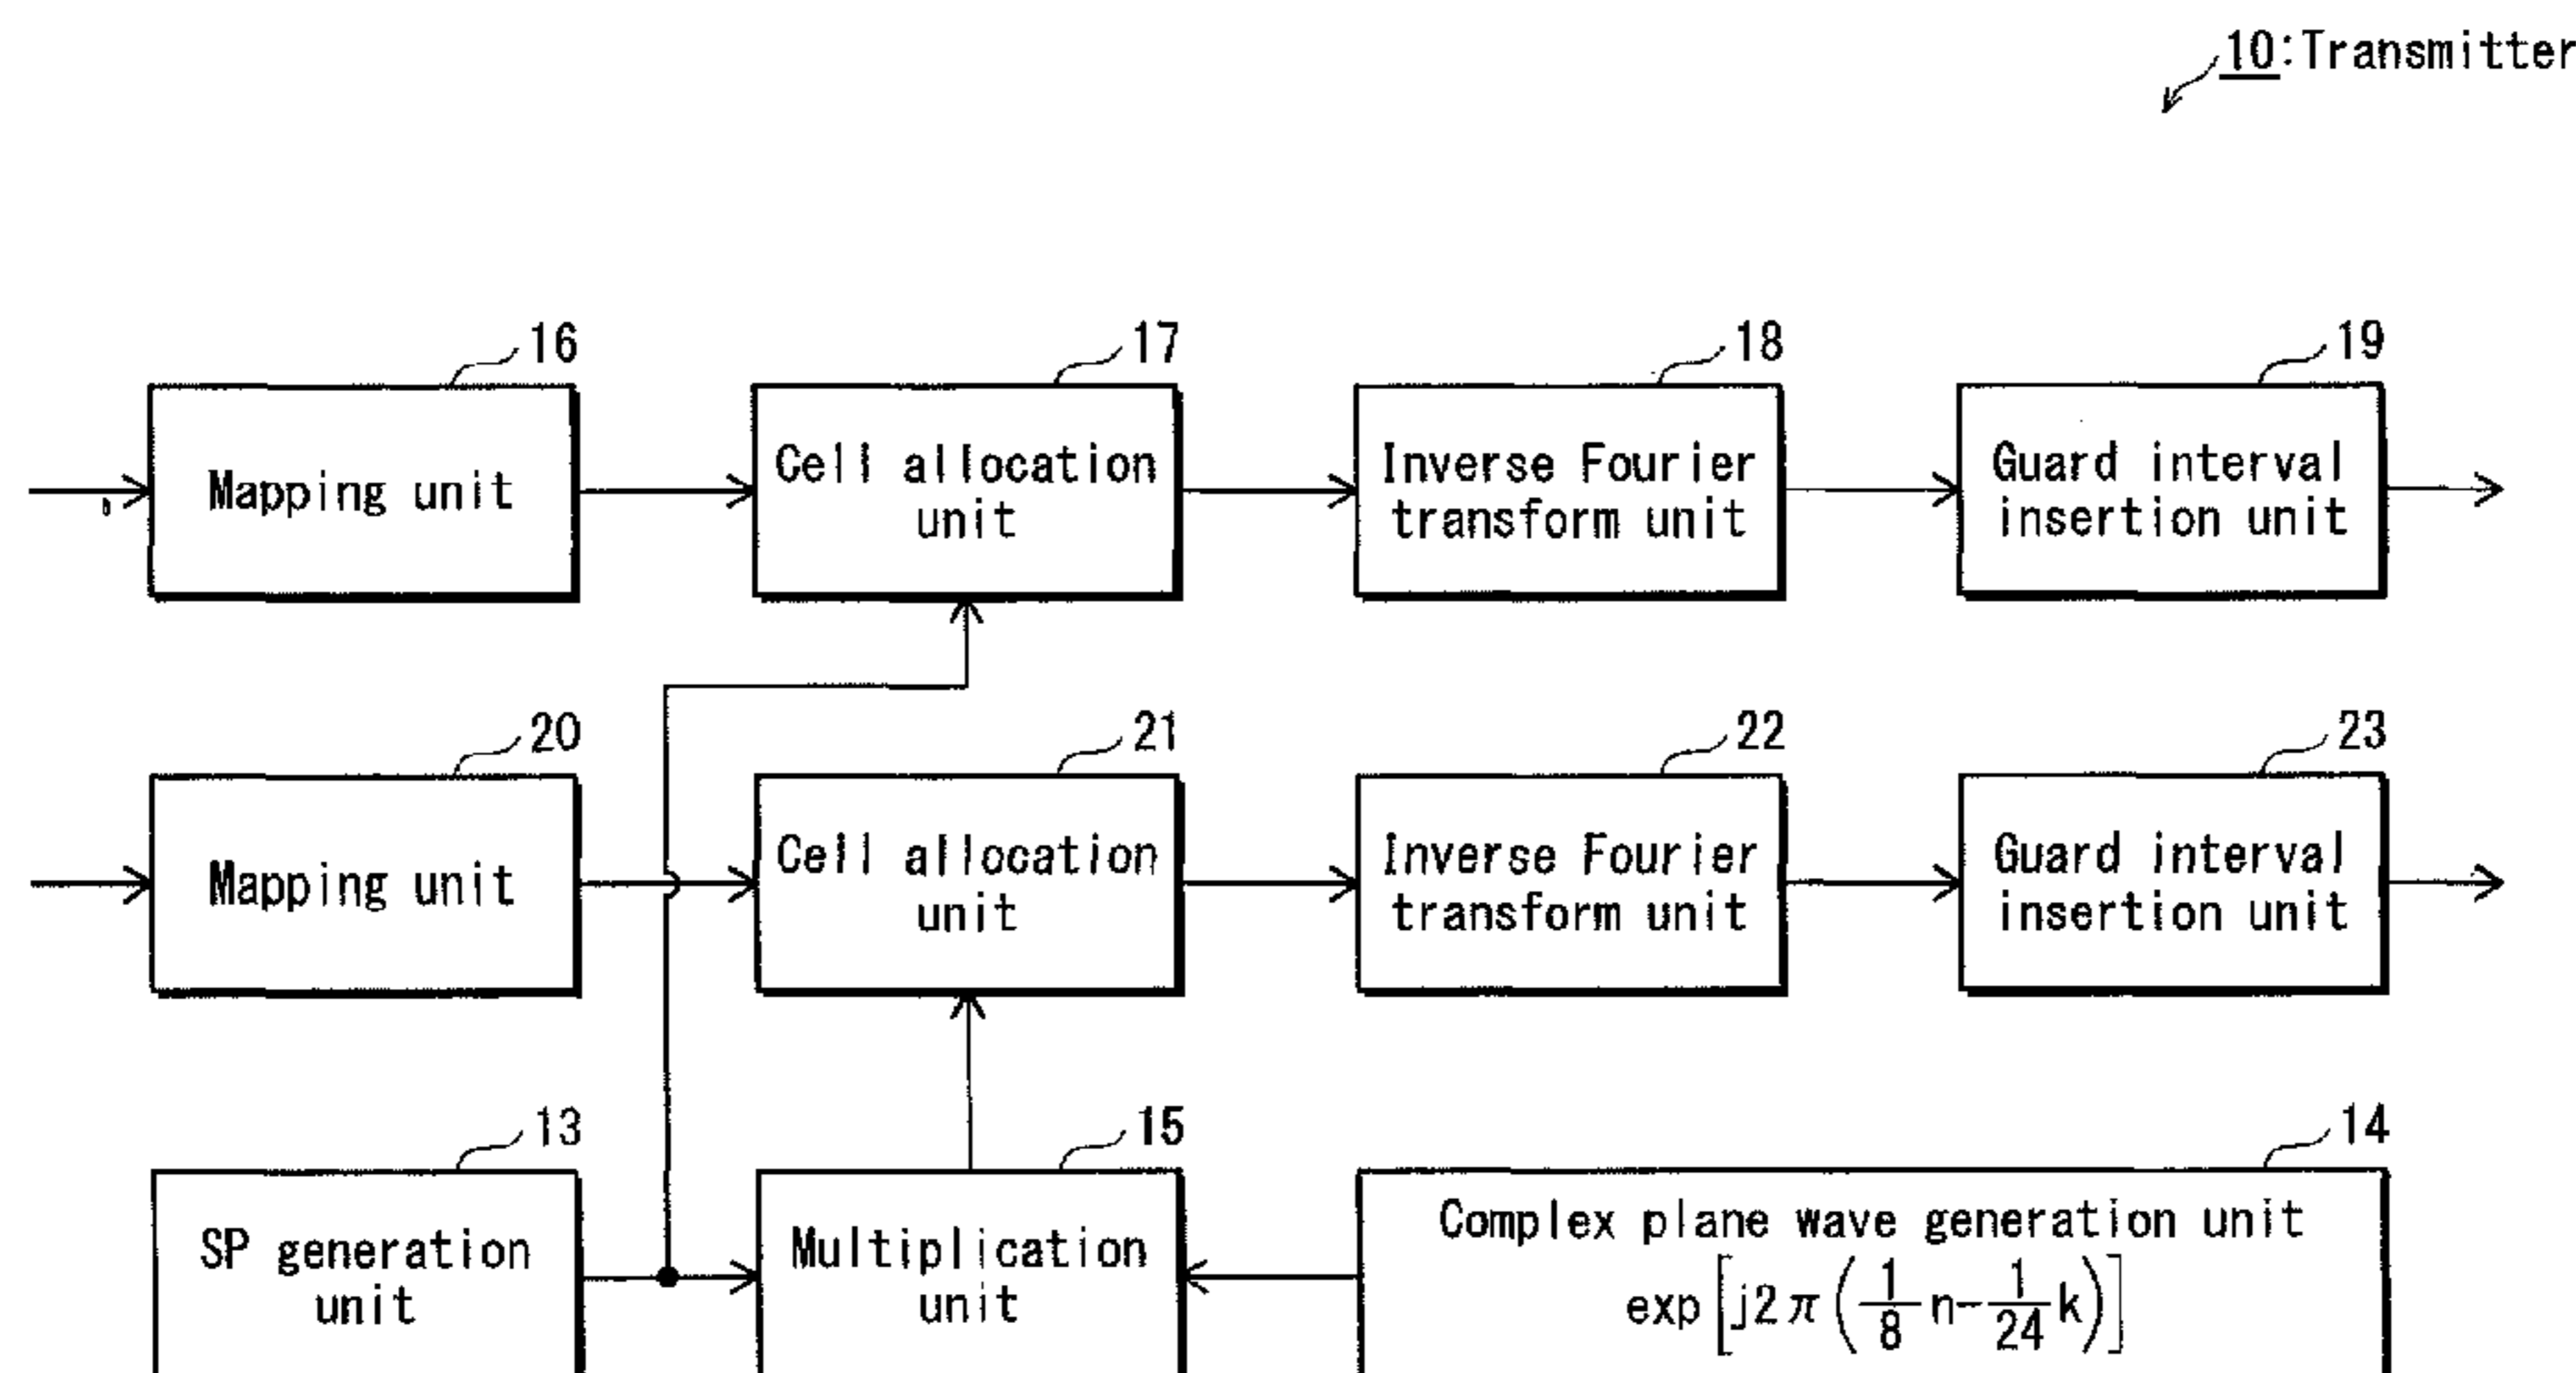 10:Transmitter
16
17
18
19
Mapping unit
Cell allocation
unit
Inverse Fourier
transform unit
Guard interval
insertion unit
20
21
22
23
Mapping unit
Cell allocation
unit
Inverse Fourier
transform unit
Guard interval
insertion unit
13
15
14
SP generation
unit
Multiplication
unit
Complex plane wave generation unit
exp[j2π(1/8 n-1/24 k)]